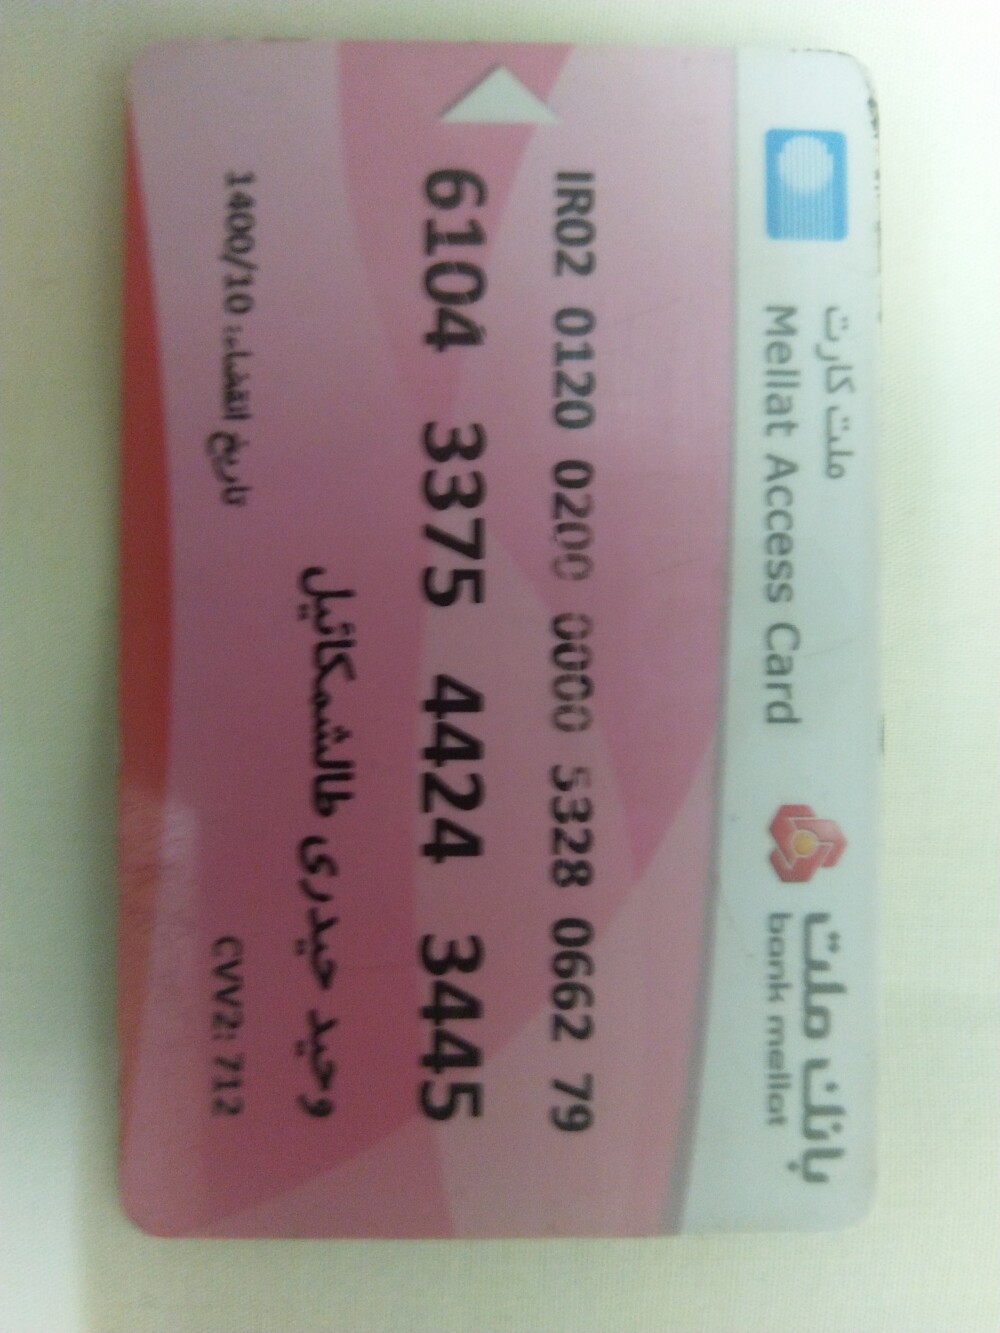 ملت کارت
Mellat Access Card
بانک ملت
bank mellat
IR02 0120 0200 0000 5328 0662 79
6104 3375 4424 3445
وحید حیدری طالشمکائیل
تاریخ انقضاء: 1400/10
CVV2: 712